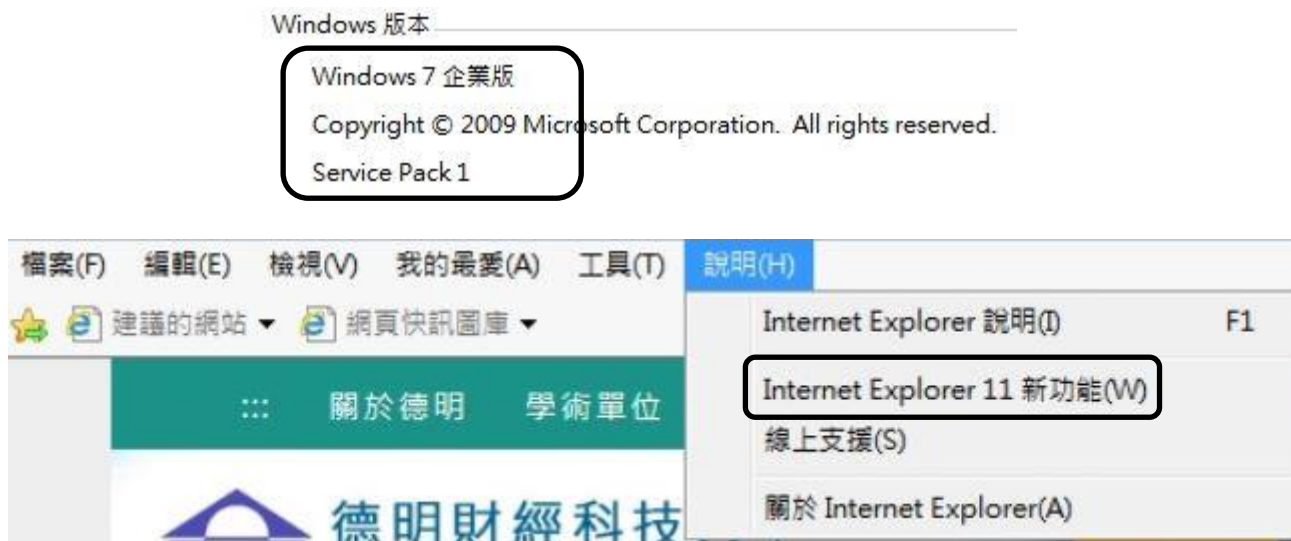 Windows 版本
Windows 7 企業版
Copyright © 2009 Microsoft Corporation. All rights reserved.
Service Pack 1
檔案(F) 編輯(E) 檢視(V) 我的最愛(A) 工具(T) 說明(H)
建議的網站 ▼ 網頁快訊圖庫 ▼
Internet Explorer 說明(I) F1
Internet Explorer 11 新功能(W)
線上支援(S)
關於 Internet Explorer(A)
::: 關於德明 學術單位
德明財經科技